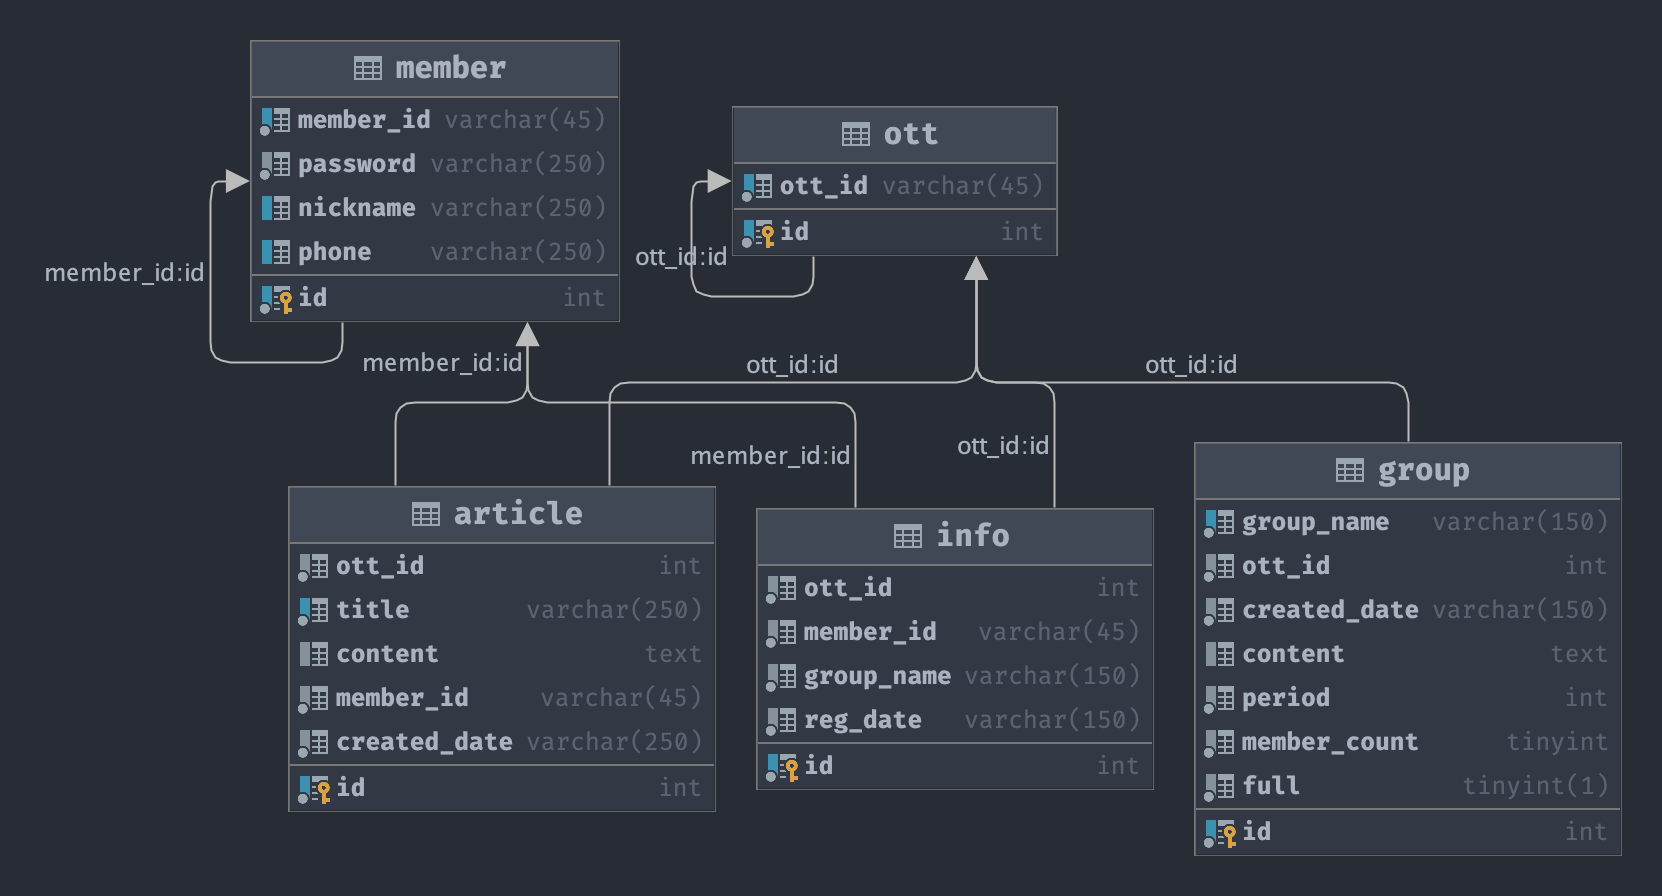 member
member_id varchar(45)
password varchar(250)
nickname varchar(250)
phone varchar(250)
id int
member_id:id
ott
ott_id varchar(45)
id int
ott_id:id
member_id:id
ott_id:id
ott_id:id
member_id:id
ott_id:id
article
ott_id int
title varchar(250)
content text
member_id varchar(45)
created_date varchar(250)
id int
info
ott_id int
member_id varchar(45)
group_name varchar(150)
reg_date varchar(150)
id int
group
group_name varchar(150)
ott_id int
created_date varchar(150)
content text
period int
member_count tinyint
full tinyint(1)
id int